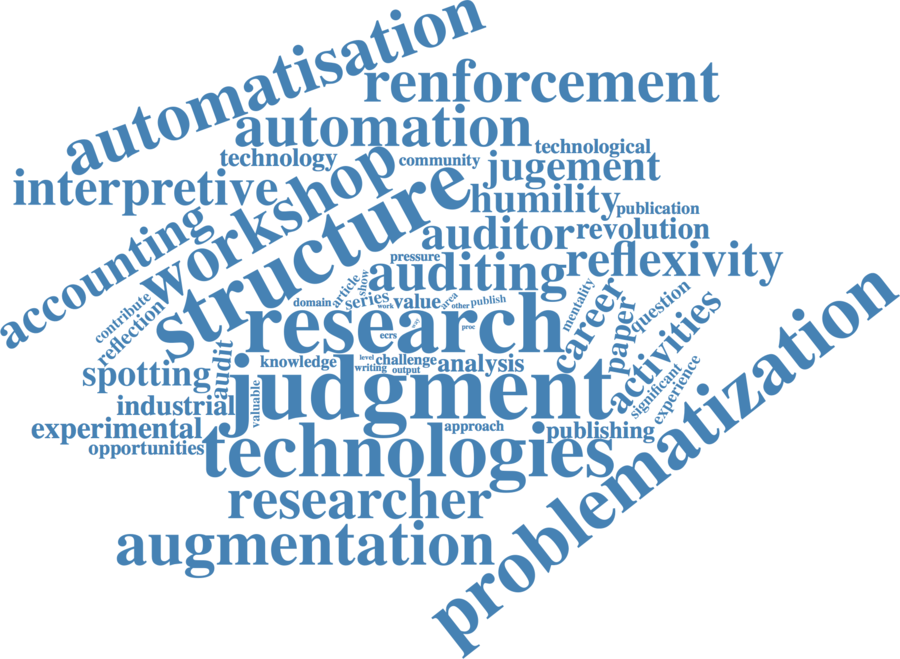 automatisation
renforcement
automation
technological
technology
community
jugement
interpretive
workshop
structure
humility
publication
accounting
auditor
revolution
pressure
auditing
reflexivity
contribute
reflection
domain
article
show
series
work
value
area
other
publish
mentality
career
paper
question
activities
research
ecrs
way
proc
spotting
audit
knowledge
level
challenge
writing
output
analysis
significant
experience
judgment
valuable
industrial
experimental
opportunities
approach
publishing
technologies
problematization
researcher
augmentation